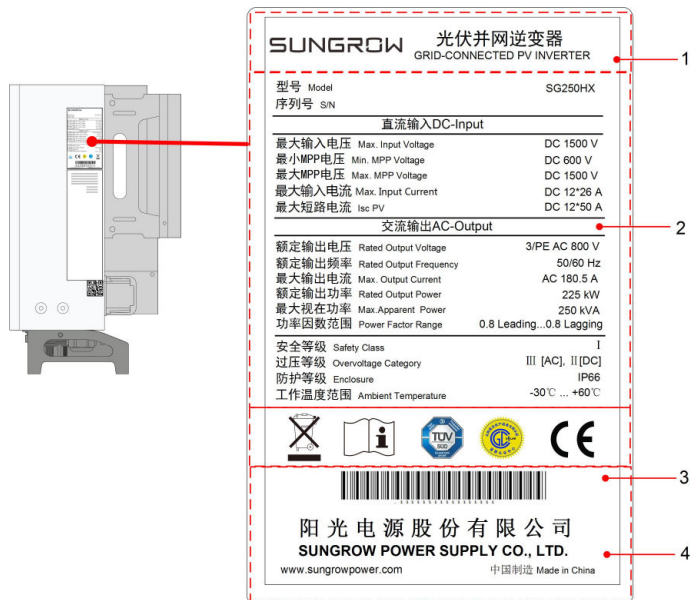 SUNGROW
光伏并网逆变器
GRID-CONNECTED PV INVERTER
1
型号 Model SG250HX
序列号 S/N
直流输入DC-Input
最大输入电压 Max. Input Voltage DC 1500 V
最小MPP电压 Min. MPP Voltage DC 600 V
最大MPP电压 Max. MPP Voltage DC 1500 V
最大输入电流 Max. Input Current DC 12*26 A
最大短路电流 Isc PV DC 12*50 A
交流输出AC-Output
2
额定输出电压 Rated Output Voltage 3/PE AC 800 V
额定输出频率 Rated Output Frequency 50/60 Hz
最大输出电流 Max. Output Current AC 180.5 A
额定输出功率 Rated Output Power 225 kW
最大视在功率 Max.Apparent Power 250 kVA
功率因数范围 Power Factor Range 0.8 Leading...0.8 Lagging
安全等级 Safety Class I
过压等级 Overvoltage Category III [AC], II[DC]
防护等级 Enclosure IP66
工作温度范围 Ambient Temperature -30℃ ... +60℃
TÜV
SÜD
CE
3
阳光电源股份有限公司
SUNGROW POWER SUPPLY CO., LTD.
4
www.sungrowpower.com 中国制造 Made in China